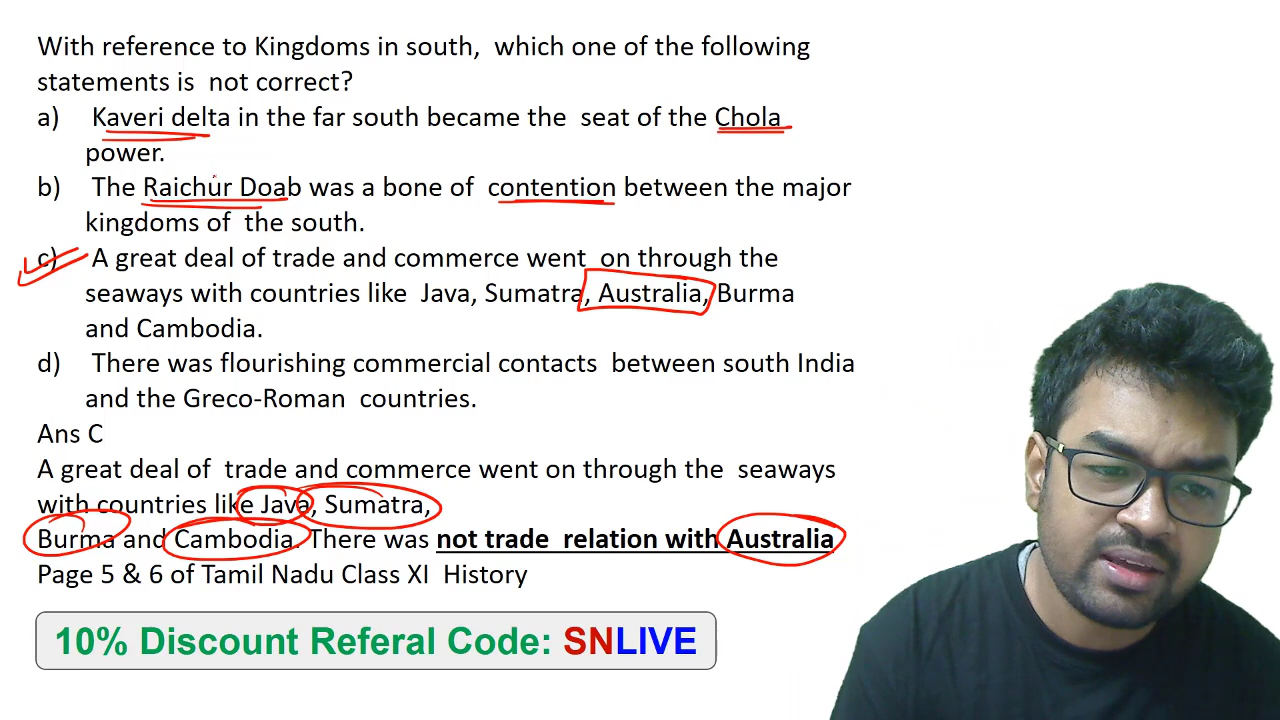 With reference to Kingdoms in south, which one of the following
statements is not correct?
a) Kaveri delta in the far south became the seat of the Chola
power.
b) The Raichur Doab was a bone of contention between the major
kingdoms of the south.
c) A great deal of trade and commerce went on through the
seaways with countries like Java, Sumatra, Australia, Burma
and Cambodia.
d) There was flourishing commercial contacts between south India
and the Greco-Roman countries.
Ans C
A great deal of trade and commerce went on through the seaways
with countries like Java, Sumatra,
Burma and Cambodia. There was not trade relation with Australia
Page 5 & 6 of Tamil Nadu Class XI History
10% Discount Referal Code: SNLIVE